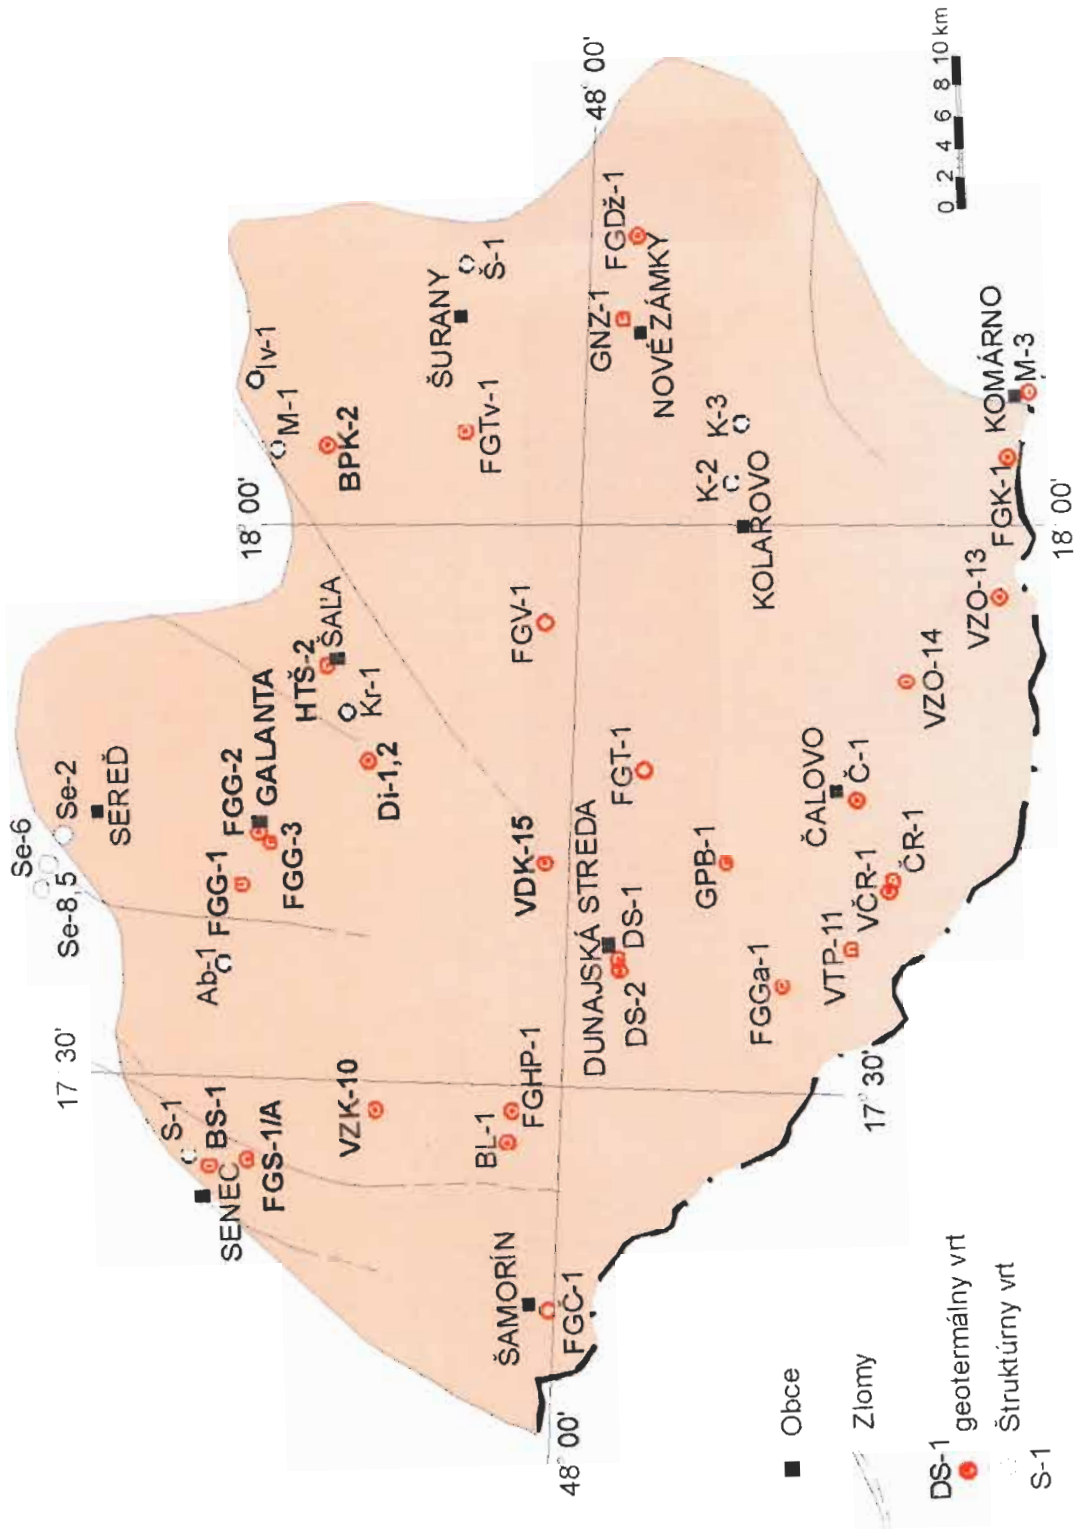 Se-6
Se-8,5
Se-2
SEREĎ
Iv-1
M-1
18° 00'
BPK-2
ŠURANY
Š-1
FGTv-1
48° 00'
GNZ-1
FGDž-1
NOVÉ ZÁMKY
0 2 4 6 8 10 km
HTŠ-2
ŠAĽA
Kr-1
Di-1,2
FGG-2
GALANTA
FGG-1
FGG-3
Ab-1
17° 30'
S-1
BS-1
SENEC
FGS-1/A
VZK-10
BL-1
FGHP-1
VDK-15
FGV-1
FGT-1
DUNAJSKÁ STREDA
DS-1
DS-2
GPB-1
FGGa-1
K-2
K-3
KOLAROVO
KOMÁRNO
M-3
FGK-1
18° 00'
VZO-13
VZO-14
ČALOVO
Č-1
VČR-1
ČR-1
VTP-11
17° 30'
ŠAMORÍN
FGČ-1
48° 00'
Obce
Zlomy
DS-1
geotermálny vrt
S-1
Štruktúrny vrt